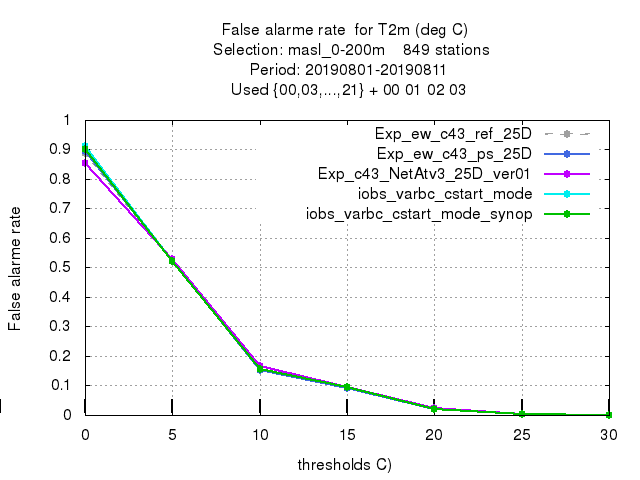 False alarme rate for T2m (deg C)
Selection: masl_0-200m 849 stations
Period: 20190801-20190811
Used {00,03,...,21} + 00 01 02 03
Exp_ew_c43_ref_25D
Exp_ew_c43_ps_25D
Exp_c43_NetAtv3_25D_ver01
iobs_varbc_cstart_mode
iobs_varbc_cstart_mode_synop
False alarme rate
1
0.9
0.8
0.7
0.6
0.5
0.4
0.3
0.2
0.1
0
0 5 10 15 20 25 30
thresholds C)